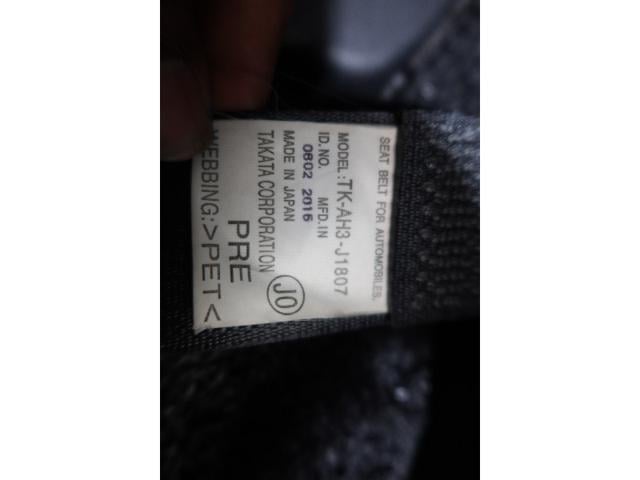 SEAT BELT FOR AUTOMOBILES.
MODEL: TK-AH3-J1807
ID.NO. MFD.IN
0802 2016
MADE IN JAPAN
TAKATA CORPORATION JO
PRE
WEBBING:>PET<